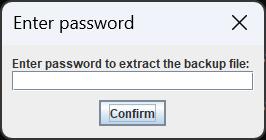 Enter password
Enter password to extract the backup file:
Confirm